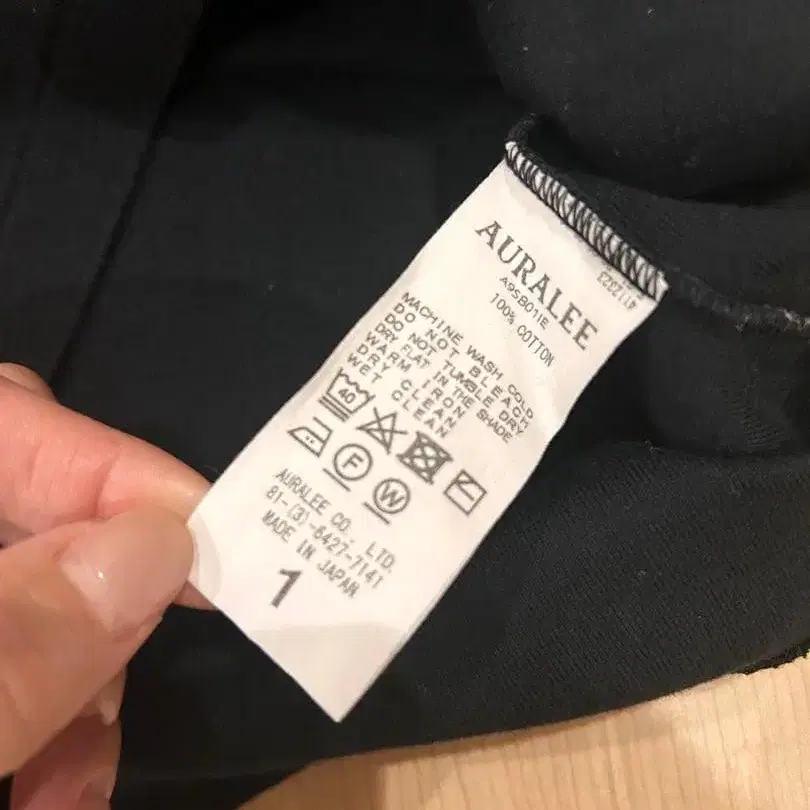 AURALEE
A9SB01IE
100% COTTON
MACHINE WASH COLD
DO NOT BLEACH
DO NOT TUMBLE DRY
DRY FLAT IN THE SHADE
WARM IRON
DRY CLEAN
WET CLEAN
40
F
W
AURALEE CO., LTD.
81-(3)-6427-7141
MADE IN JAPAN
1